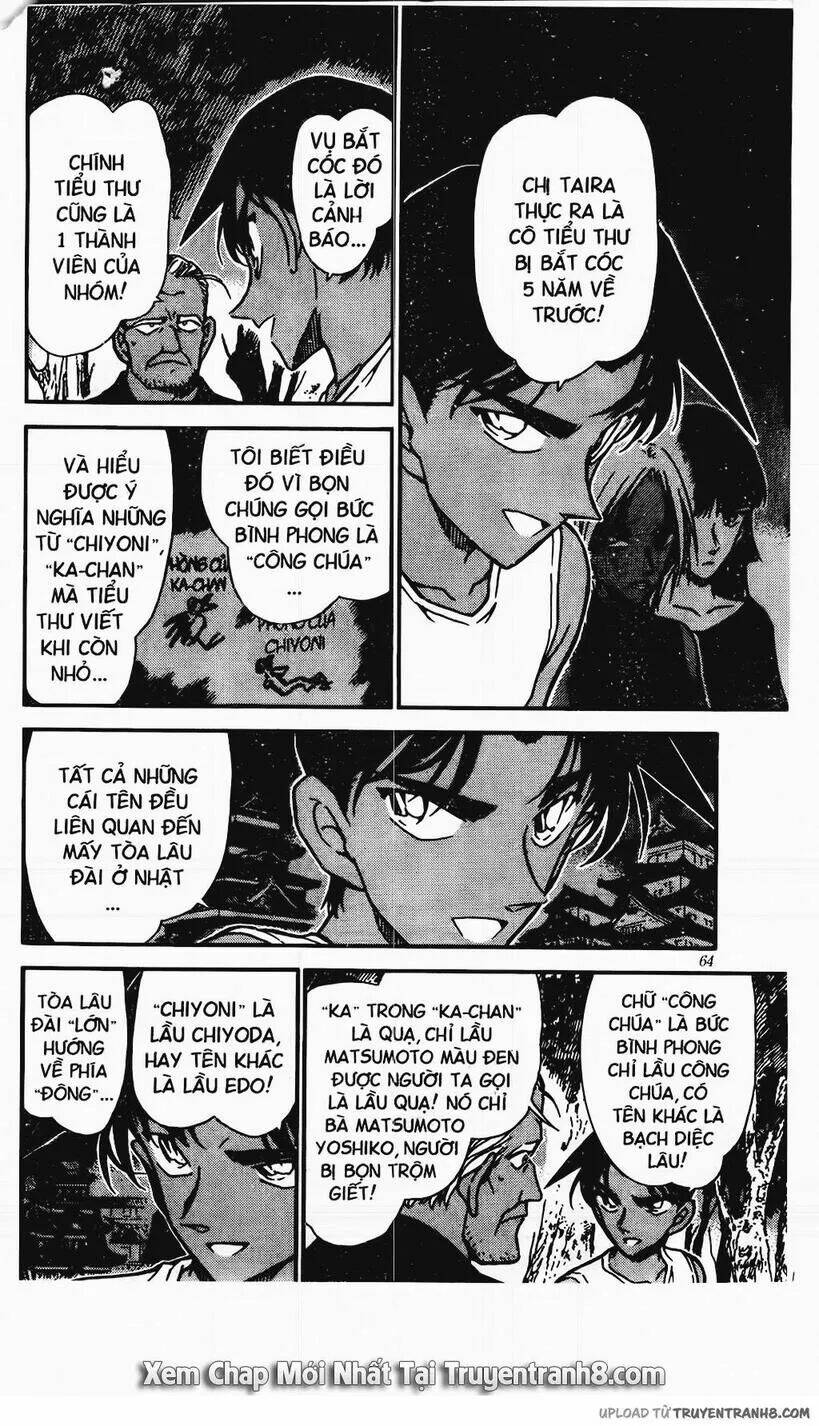 CHỊ TAIRA
THỰC RA LÀ
CÔ TIỂU THƯ
BỊ BẮT CÓC
5 NĂM VỀ
TRƯỚC!
VỤ BẮT
CÓC ĐÓ
LÀ LỜI
CẢNH
BÁO...
CHÍNH
TIỂU THƯ
CŨNG LÀ
1 THÀNH
VIÊN CỦA
NHÓM!
TÔI BIẾT ĐIỀU
ĐÓ VÌ BỌN
CHÚNG GỌI BỨC
BÌNH PHONG LÀ
“CÔNG CHÚA”
...
VÀ HIỂU
ĐƯỢC Ý
NGHĨA NHỮNG
TỪ “CHIYONI”,
“KA-CHAN”
MÀ TIỂU
THƯ VIẾT
KHI CÒN
NHỎ...
PHÒNG CỦA
KA-CHAN
PHÒNG CỦA
CHIYONI
TẤT CẢ NHỮNG
CÁI TÊN ĐỀU
LIÊN QUAN ĐẾN
MẤY TÒA LÂU
ĐÀI Ở NHẬT
...
64
CHỮ “CÔNG
CHÚA” LÀ BỨC
BÌNH PHONG
CHỈ LẦU CÔNG
CHÚA, CÓ
TÊN KHÁC LÀ
BẠCH DIỆC
LÂU!
“KA” TRONG “KA-CHAN”
LÀ QUẠ, CHỈ LẦU
MATSUMOTO MÀU ĐEN
ĐƯỢC NGƯỜI TA GỌI
LÀ LẦU QUẠ! NÓ CHỈ
BÀ MATSUMOTO
YOSHIKO, NGƯỜI
BỊ BỌN TRỘM
GIẾT!
“CHIYONI” LÀ
LẦU CHIYODA,
HAY TÊN KHÁC
LÀ LẦU EDO!
TÒA LÂU
ĐÀI “LỚN”
HƯỚNG
VỀ PHÍA
“ĐÔNG”...
Xem Chap Mới Nhất Tại Truyentranh8.com
UPLOAD TỪ TRUYENTRANH8.COM